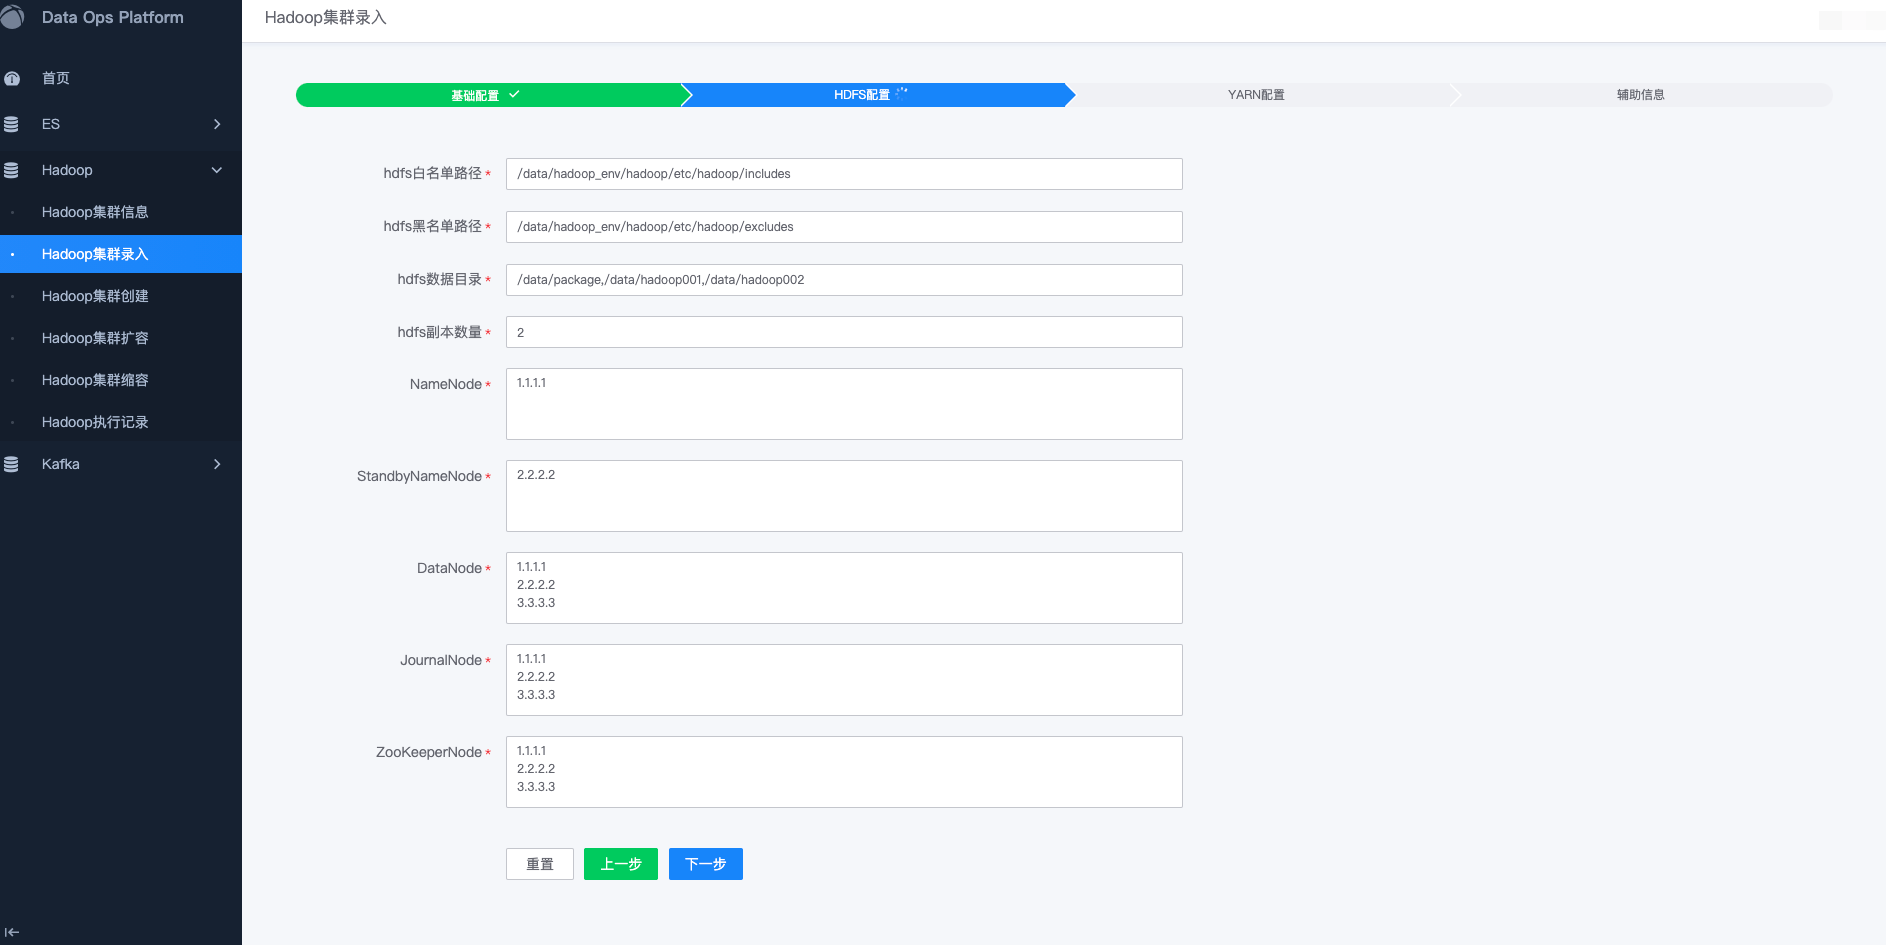 Data Ops Platform
首页
ES
Hadoop
Hadoop集群信息
Hadoop集群录入
Hadoop集群创建
Hadoop集群扩容
Hadoop集群缩容
Hadoop执行记录
Kafka
Hadoop集群录入
基础配置
HDFS配置
YARN配置
辅助信息
hdfs白名单路径*
/data/hadoop_env/hadoop/etc/hadoop/includes
hdfs黑名单路径*
/data/hadoop_env/hadoop/etc/hadoop/excludes
hdfs数据目录*
/data/package,/data/hadoop001,/data/hadoop002
hdfs副本数量*
2
NameNode*
1.1.1.1
StandbyNameNode*
2.2.2.2
DataNode*
1.1.1.1
2.2.2.2
3.3.3.3
JournalNode*
1.1.1.1
2.2.2.2
3.3.3.3
ZooKeeperNode*
1.1.1.1
2.2.2.2
3.3.3.3
重置
上一步
下一步